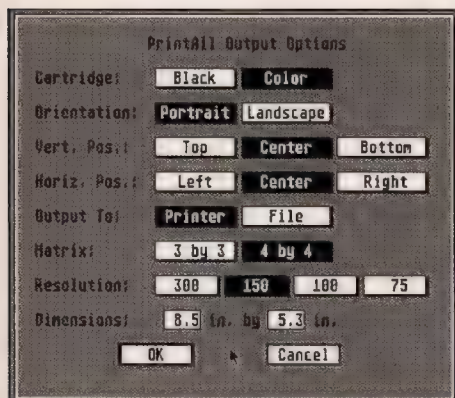 PrintAll Output Options
Cartridge: Black Color
Orientation: Portrait Landscape
Vert. Pos.: Top Center Bottom
Horiz. Pos.: Left Center Right
Output To: Printer File
Matrix: 3 by 3 4 by 4
Resolution: 300 150 100 75
Dimensions: 8.5 in. by 5.3 in.
OK Cancel